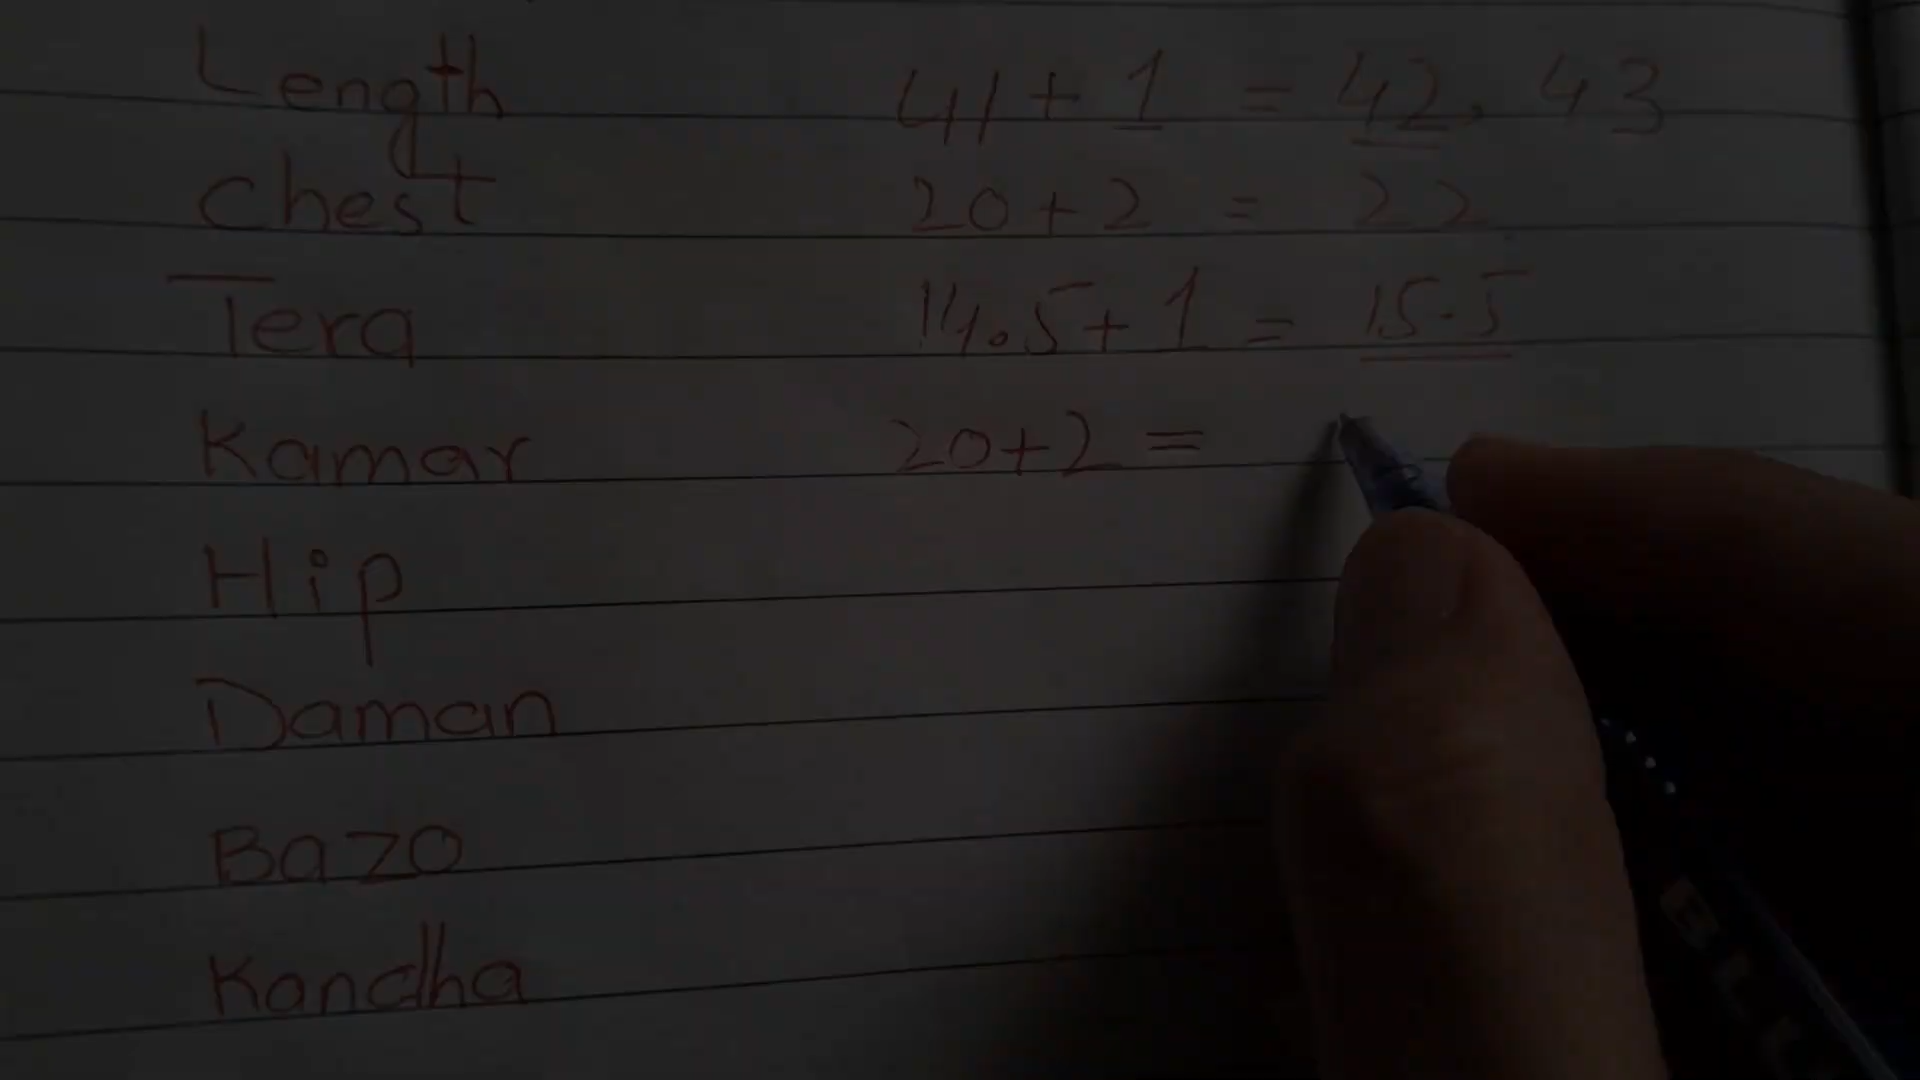 Length 41 + 1 = 42, 43
Chest 20 + 2 = 22
Tera 14.5 + 1 = 15.5
Kamar 20 + 2 =
Hip
Daman
Bazo
Kandha